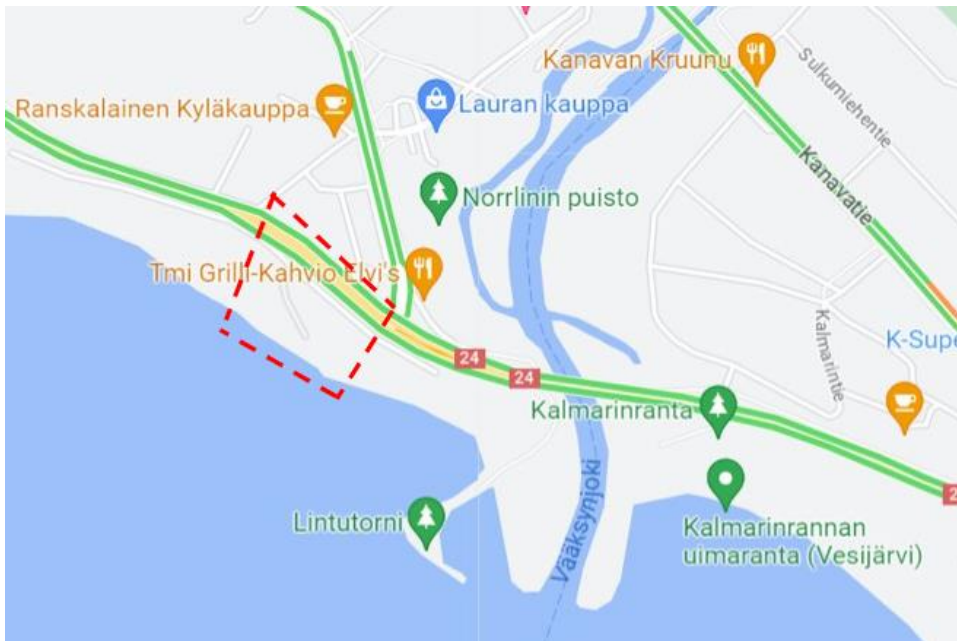 Kanavan Kruunu
Sulkumiehentie
Ranskalainen Kyläkauppa
Lauran kauppa
Kanavatie
Norrlinin puisto
Tmi Grilli-Kahvio Elvi's
Kalmarintie
K-Supe
24
24
Kalmarinranta
2
Lintutorni
Vääksynjoki
Kalmarinrannan
uimaranta (Vesijärvi)